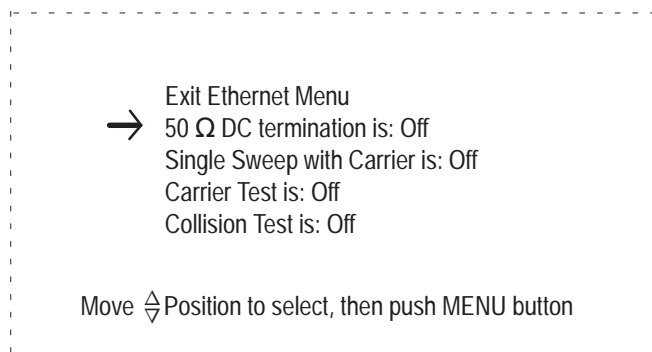 Exit Ethernet Menu
50 Ω DC termination is: Off
Single Sweep with Carrier is: Off
Carrier Test is: Off
Collision Test is: Off
Move △▽ Position to select, then push MENU button